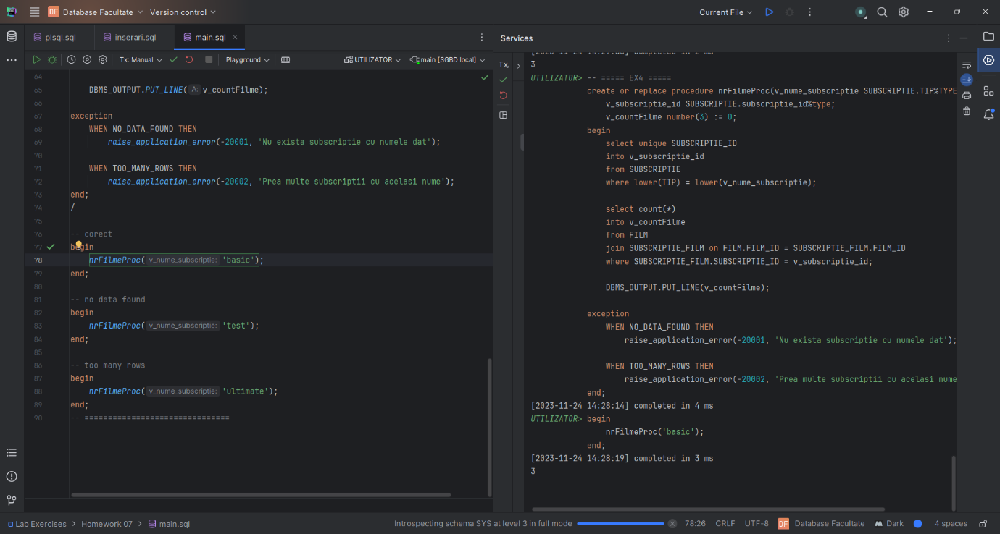 DF Database Facultate Version control Current File
plsql.sql inserari.sql main.sql Services
Tx: Manual Playground UTILIZATOR main [SGBD local]
64
65 DBMS_OUTPUT.PUT_LINE( A: v_countFilme);
66
67 exception
68 WHEN NO_DATA_FOUND THEN
69 raise_application_error(-20001, 'Nu exista subscriptie cu numele dat');
70
71 WHEN TOO_MANY_ROWS THEN
72 raise_application_error(-20002, 'Prea multe subscriptii cu acelasi nume');
73 end;
74 /
75
76 -- corect
77 begin
78 nrFilmeProc( v_nume_subscriptie: 'basic');
79 end;
80
81 -- no data found
82 begin
83 nrFilmeProc( v_nume_subscriptie: 'test');
84 end;
85
86 -- too many rows
87 begin
88 nrFilmeProc( v_nume_subscriptie: 'ultimate');
89 end;
90 -- ===============================
Tx
3
UTILIZATOR> -- ===== EX4 =====
create or replace procedure nrFilmeProc(v_nume_subscriptie SUBSCRIPTIE.TIP%TYPE
v_subscriptie_id SUBSCRIPTIE.subscriptie_id%type;
v_countFilme number(3) := 0;
begin
select unique SUBSCRIPTIE_ID
into v_subscriptie_id
from SUBSCRIPTIE
where lower(TIP) = lower(v_nume_subscriptie);
select count(*)
into v_countFilme
from FILM
join SUBSCRIPTIE_FILM on FILM.FILM_ID = SUBSCRIPTIE_FILM.FILM_ID
where SUBSCRIPTIE_FILM.SUBSCRIPTIE_ID = v_subscriptie_id;
DBMS_OUTPUT.PUT_LINE(v_countFilme);
exception
WHEN NO_DATA_FOUND THEN
raise_application_error(-20001, 'Nu exista subscriptie cu numele dat');
WHEN TOO_MANY_ROWS THEN
raise_application_error(-20002, 'Prea multe subscriptii cu acelasi nume
end;
[2023-11-24 14:28:14] completed in 4 ms
UTILIZATOR> begin
nrFilmeProc('basic');
end;
[2023-11-24 14:28:19] completed in 3 ms
3
Lab Exercises Homework 07 main.sql Introspecting schema SYS at level 3 in full mode 78:26 CRLF UTF-8 DF Database Facultate Dark 4 spaces